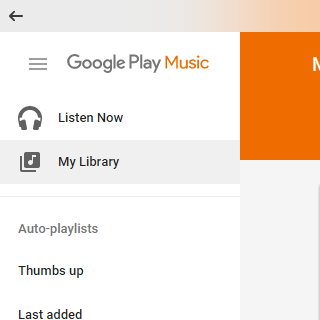 Google Play Music
Listen Now
My Library
Auto-playlists
Thumbs up
Last added